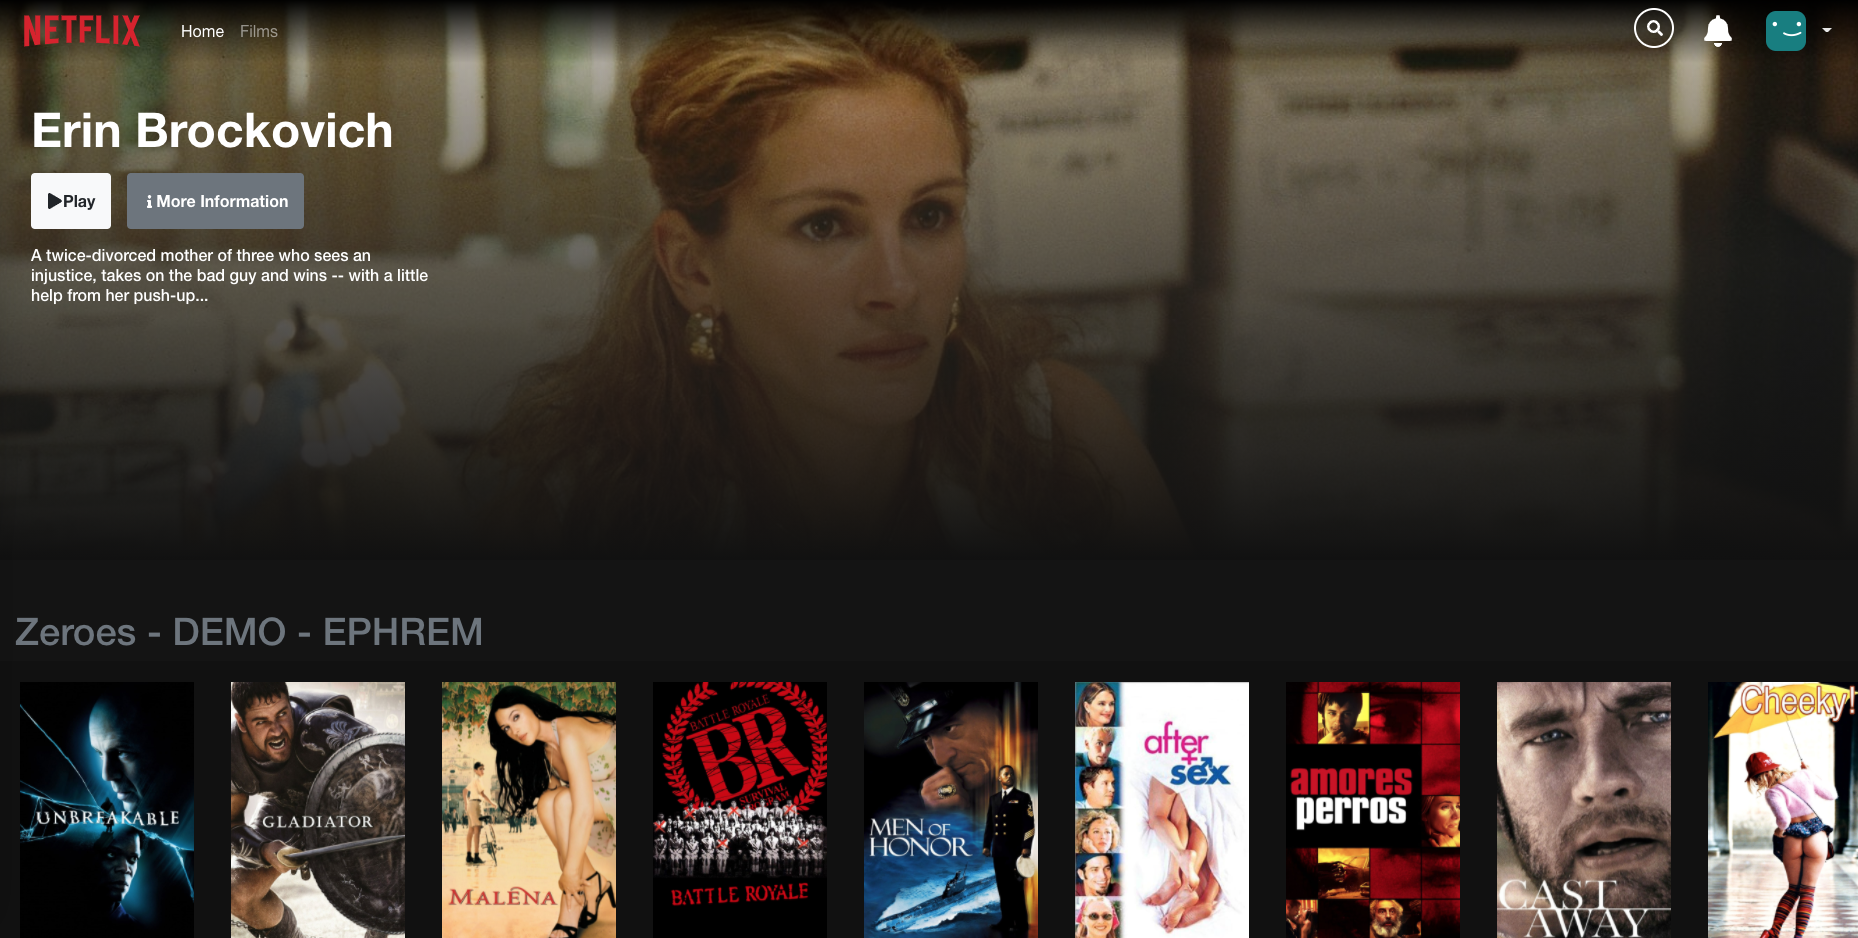 NETFLIX Home Films
Erin Brockovich
Play
i More Information
A twice-divorced mother of three who sees an
injustice, takes on the bad guy and wins -- with a little
help from her push-up...
Zeroes - DEMO - EPHREM
UNBREAKABLE
GLADIATOR
MALÈNA
BATTLE ROYALE
BR
SURVIVAL
PROGRAM
BATTLE ROYALE
MEN OF
HONOR
after
sex
amores
perros
CAST
AWAY
Cheeky!